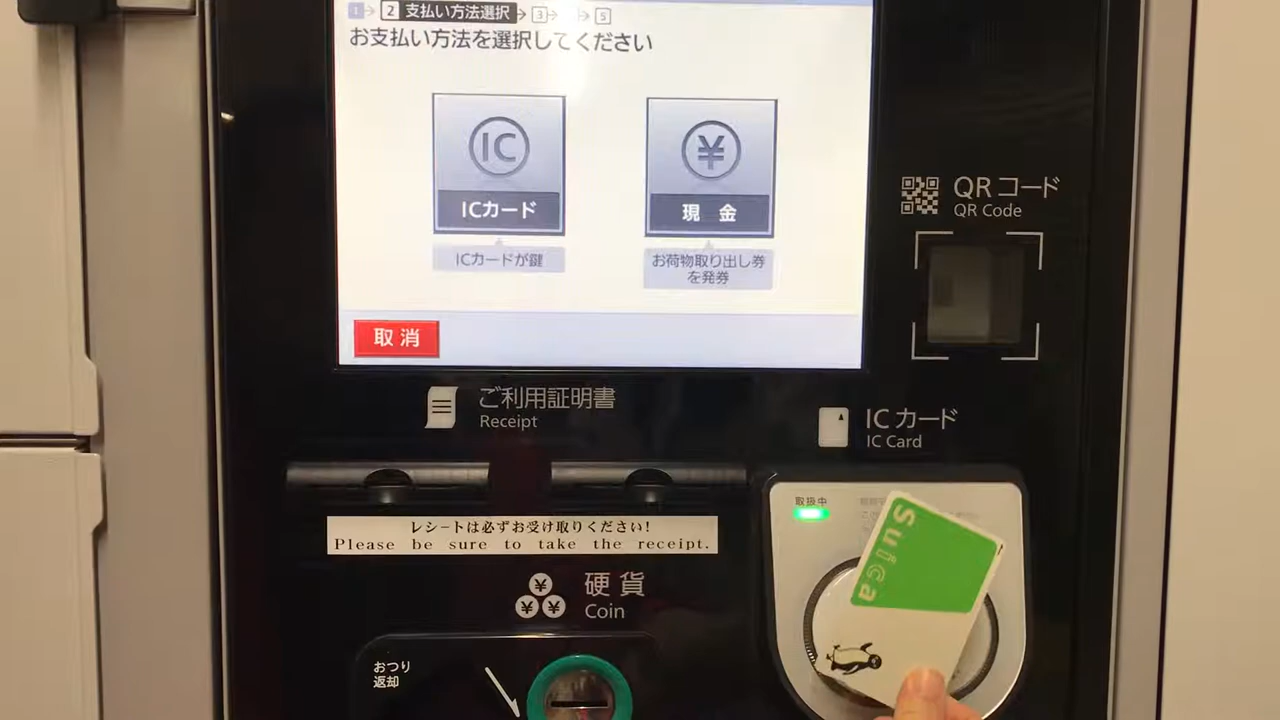 1 → 2 支払い方法選択 → 3 → → 5
お支払い方法を選択してください
IC
ICカード
ICカードが鍵
¥
現 金
お荷物取り出し券
を発券
取 消
QRコード
QR Code
ご利用証明書
Receipt
ICカード
IC Card
取扱中
Suica
レシートは必ずお受け取りください!
Please be sure to take the receipt.
¥
¥ ¥
硬 貨
Coin
おつり
返却